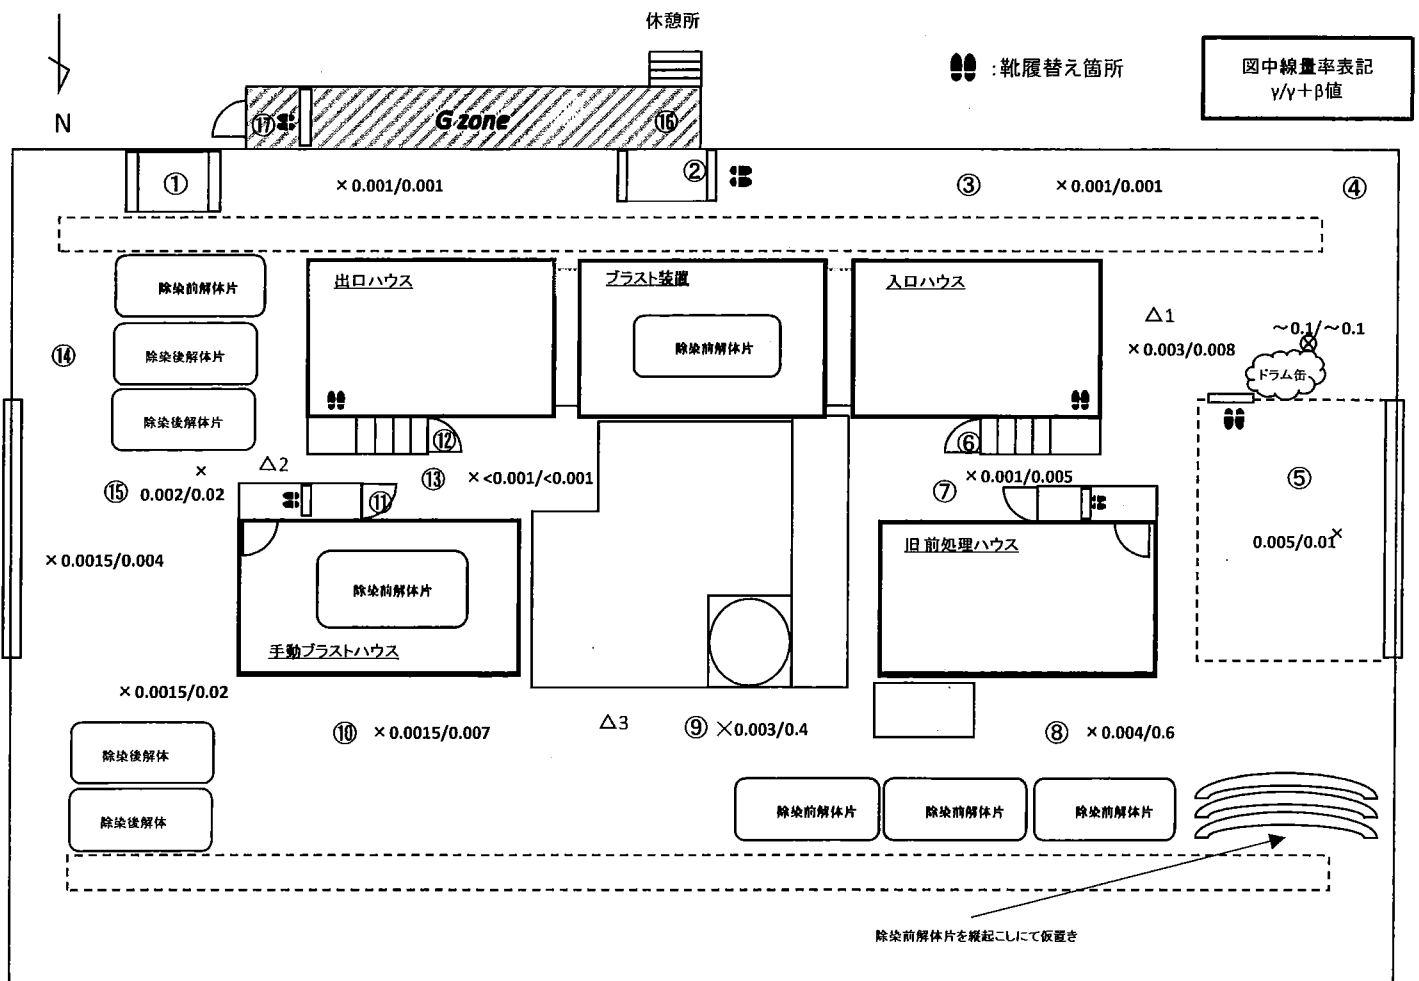 休憩所
:靴履替え箇所
図中線量率表記
γ/γ+β値
N
⑰
G zone
⑯
①
× 0.001/0.001
②
③
× 0.001/0.001
④
除染前解体片
出口ハウス
ブラスト装置
入口ハウス
除染前解体片
△1
～0.1/～0.1
× 0.003/0.008
ドラム缶
⑭
除染後解体片
除染後解体片
⑫
⑥
△2
×
⑮
0.002/0.02
⑬
× <0.001/<0.001
× 0.001/0.005
⑦
⑤
⑪
旧前処理ハウス
0.005/0.01×
× 0.0015/0.004
除染前解体片
手動ブラストハウス
× 0.0015/0.02
⑩
× 0.0015/0.007
△3
⑨
×0.003/0.4
⑧
× 0.004/0.6
除染後解体
除染後解体
除染前解体片
除染前解体片
除染前解体片
除染前解体片を縦起こしにて仮置き